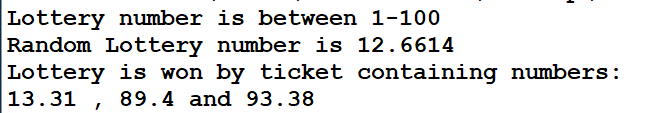 Lottery number is between 1-100
Random Lottery number is 12.6614
Lottery is won by ticket containing numbers:
13.31 , 89.4 and 93.38